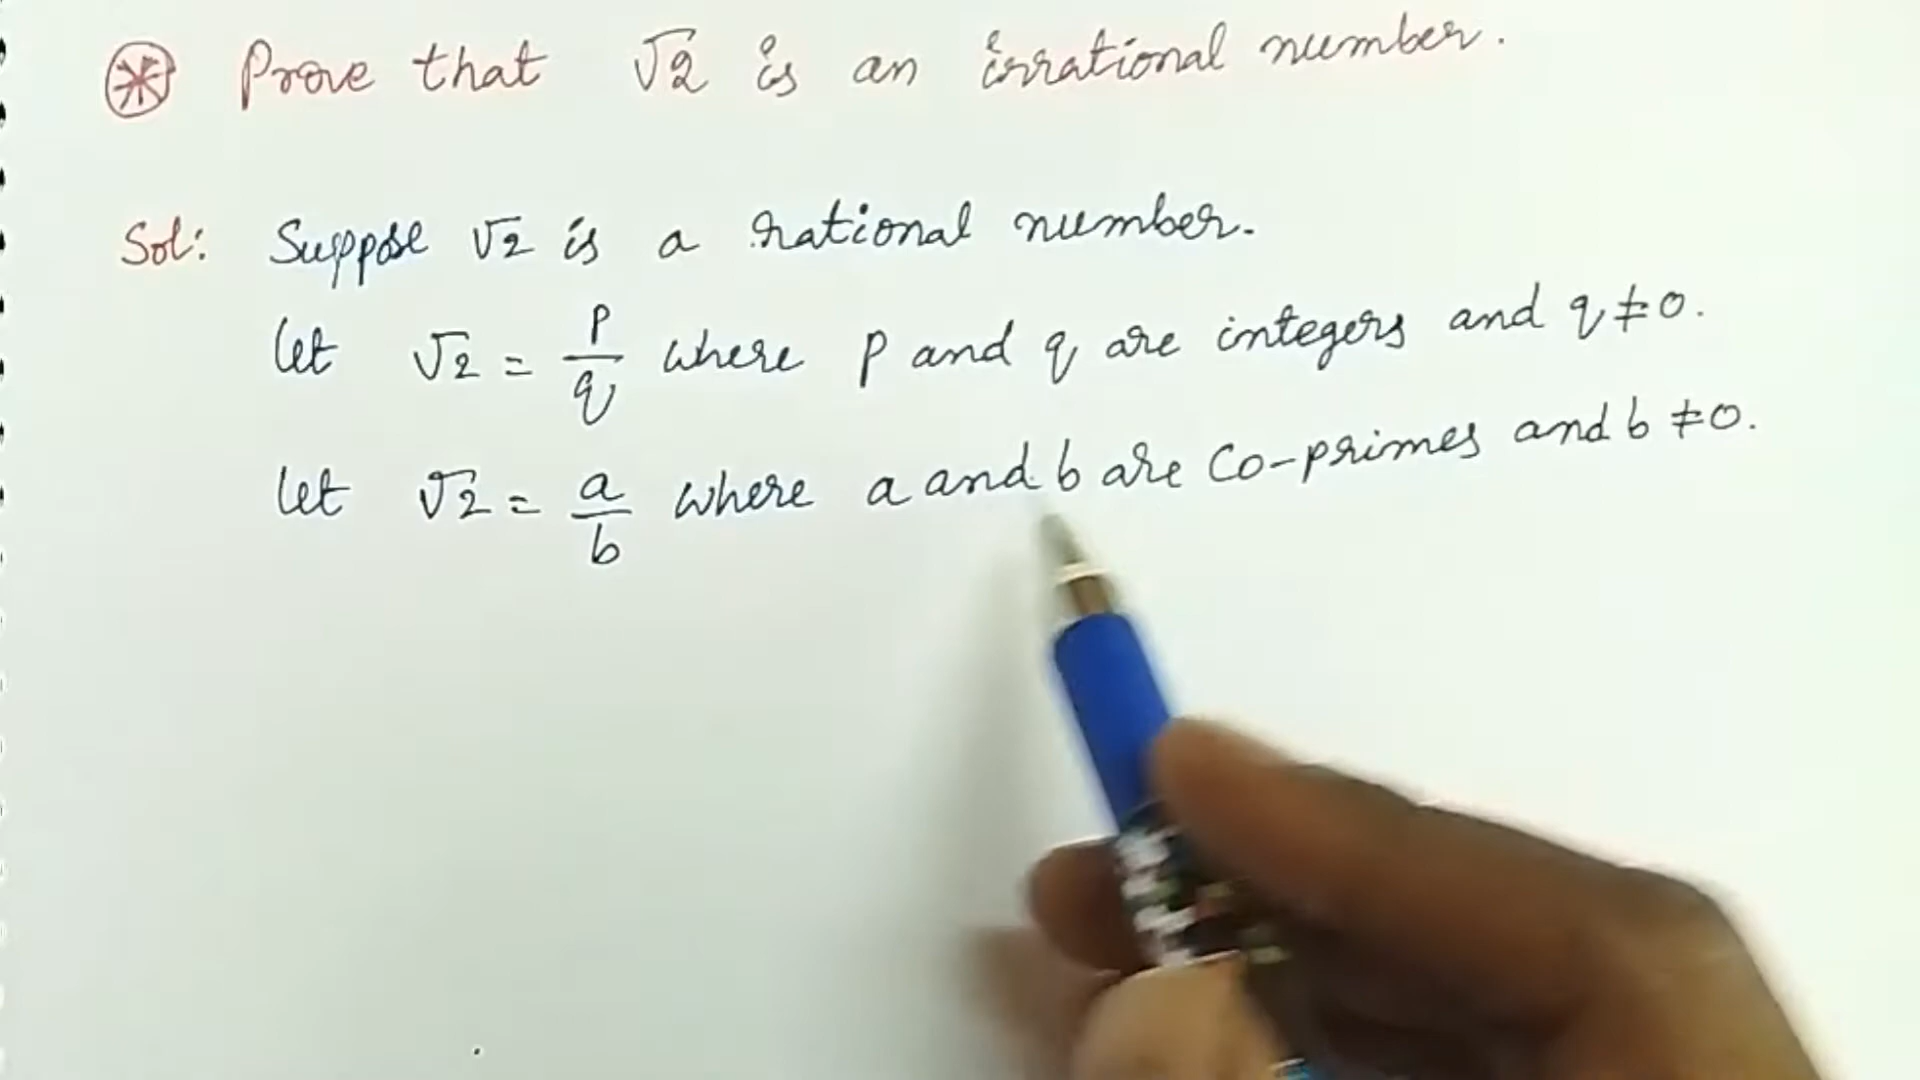 Prove that √2 is an irrational number.
Sol: Suppose √2 is a rational number.
Let √2 = p/q where p and q are integers and q ≠ 0.
Let √2 = a/b where a and b are Co-primes and b ≠ 0.